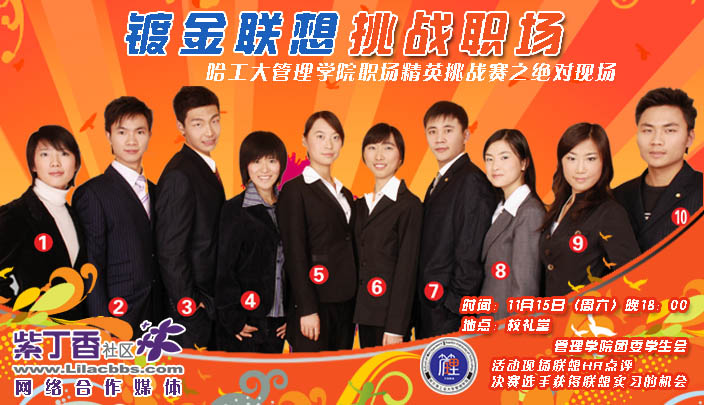 镀金联想 挑战职场
哈工大管理学院职场精英挑战赛之绝对现场
1
2
3
4
5
6
7
8
9
10
时间：11月15日（周六）晚18：00
地点：校礼堂
管理学院团委学生会
活动现场联想HR点评
决赛选手获得联想实习的机会
紫丁香社区
www.Lilacbbs.com
网络合作媒体